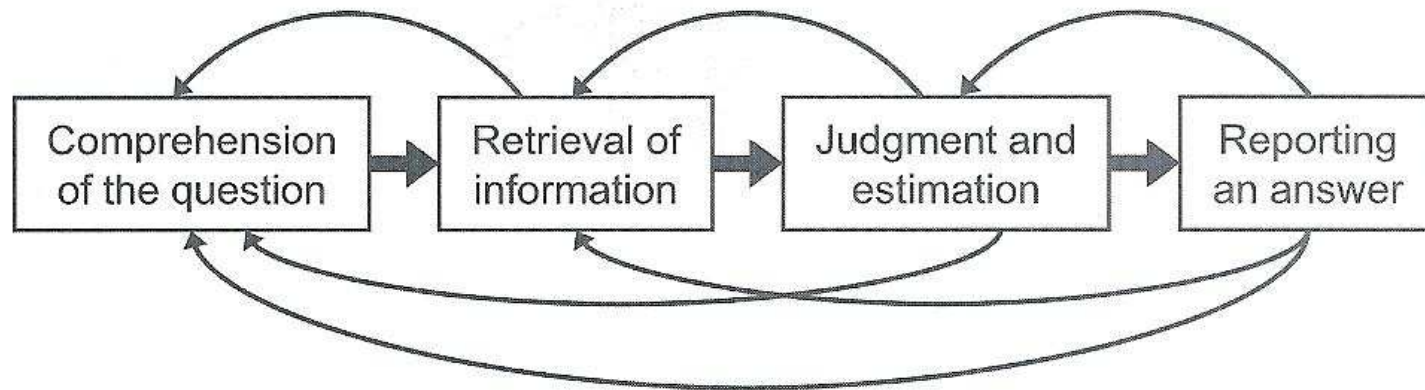 Comprehension
of the question
Retrieval of
information
Judgment and
estimation
Reporting
an answer